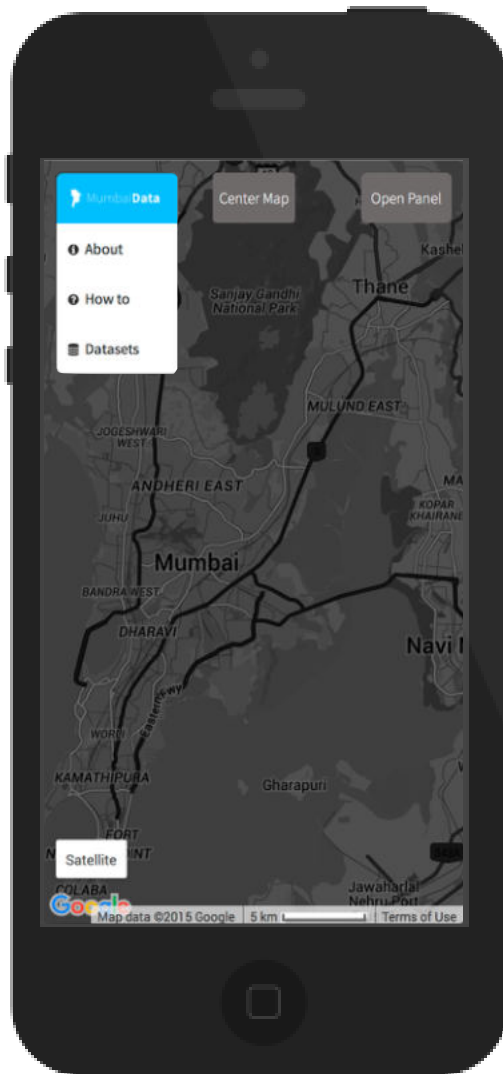 MumbaiData
Center Map
Open Panel
About
How to
Datasets
Kashel
Thane
Sanjay Gandhi
National Park
MULUND EAST
JOGESHWARI
WEST
ANDHERI EAST
MA
KOPAR
KHAIRANE
JUHU
Mumbai
BANDRA WEST
DHARAVI
Navi
Eastern Fwy
WORLI
KAMATHIPURA
Gharapuri
FORT
INT
Satellite
COLABA
Jawaharlal
Nehru Port
Google
Map data ©2015 Google
5 km
Terms of Use